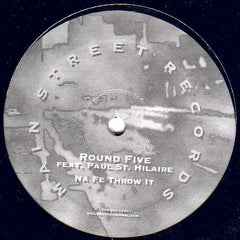 MAIN STREET RECORDS
ROUND FIVE
FEAT. PAUL ST. HILAIRE
NA FE THROW IT